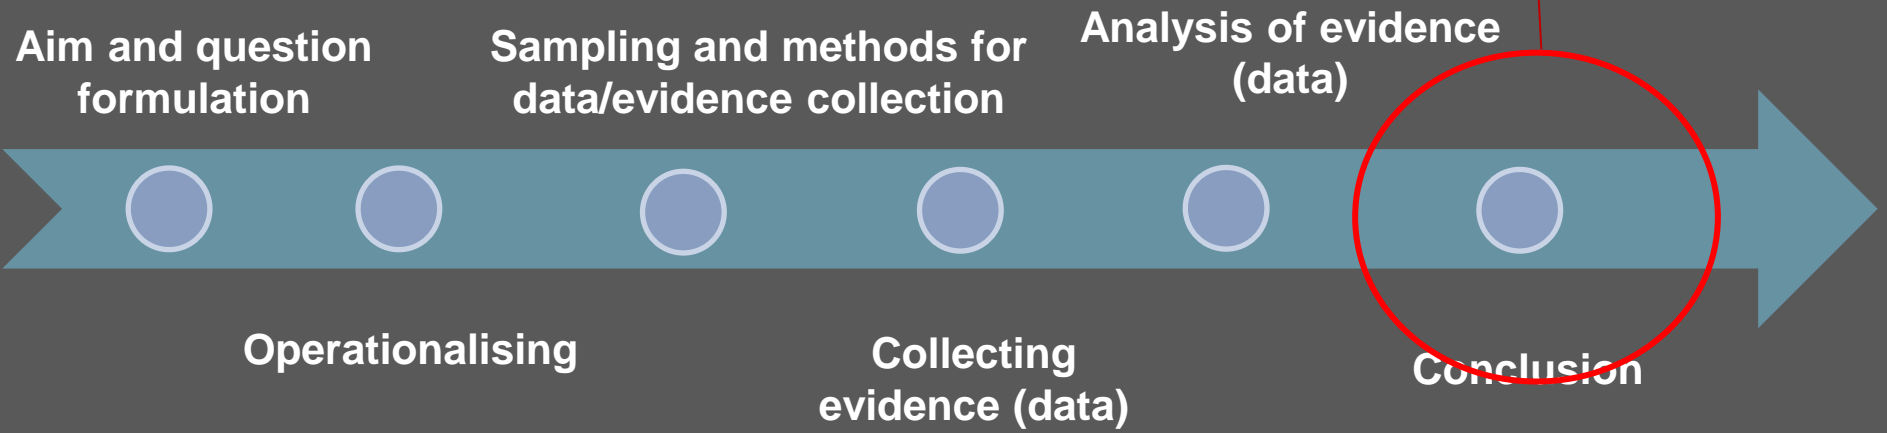 Aim and question
formulation
Sampling and methods for
data/evidence collection
Analysis of evidence
(data)
Operationalising
Collecting
evidence (data)
Conclusion